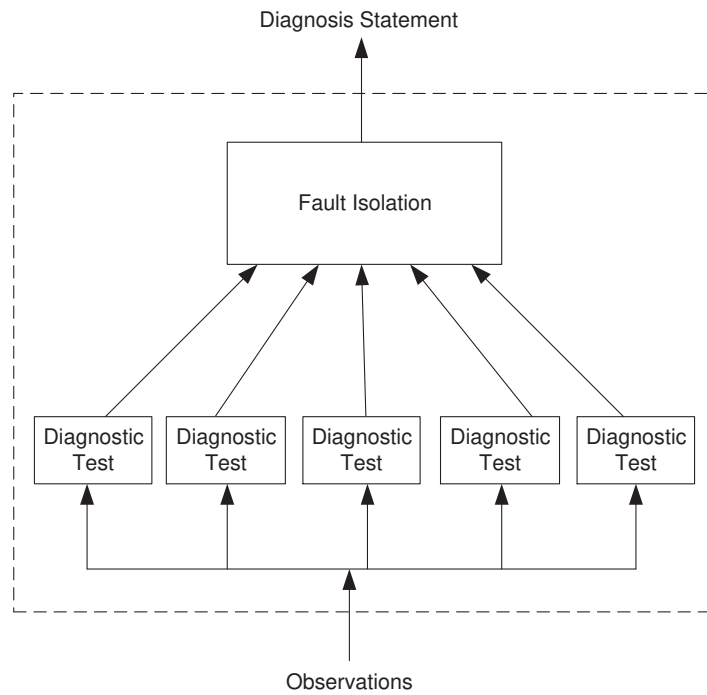 Diagnosis Statement
Fault Isolation
Diagnostic
Test
Diagnostic
Test
Diagnostic
Test
Diagnostic
Test
Diagnostic
Test
Observations